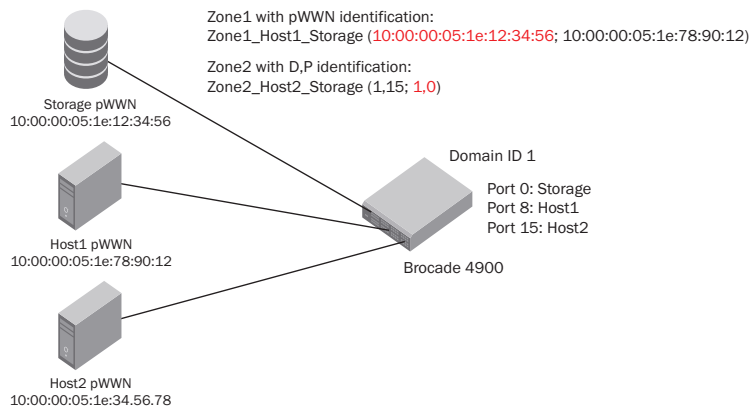 Zone1 with pWWN identification:
Zone1_Host1_Storage (10:00:00:05:1e:12:34:56; 10:00:00:05:1e:78:90:12)
Zone2 with D,P identification:
Zone2_Host2_Storage (1,15; 1,0)
Storage pWWN
10:00:00:05:1e:12:34:56
Domain ID 1
Port 0: Storage
Port 8: Host1
Port 15: Host2
Host1 pWWN
10:00:00:05:1e:78:90:12
Brocade 4900
Host2 pWWN
10:00:00:05:1e:34.56.78